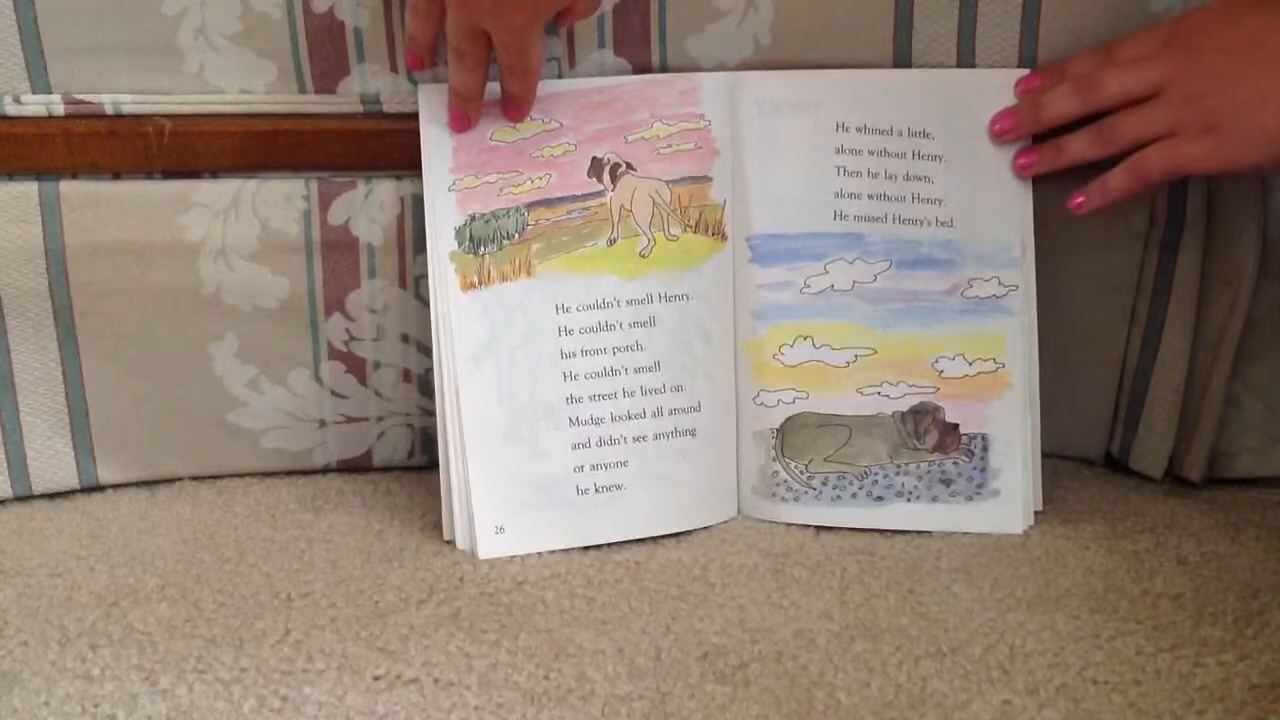 He couldn't smell Henry.
He couldn't smell
his front porch.
He couldn't smell
the street he lived on.
Mudge looked all around
and didn't see anything
or anyone
he knew.
26
He whined a little,
alone without Henry.
Then he lay down,
alone without Henry.
He missed Henry's bed.